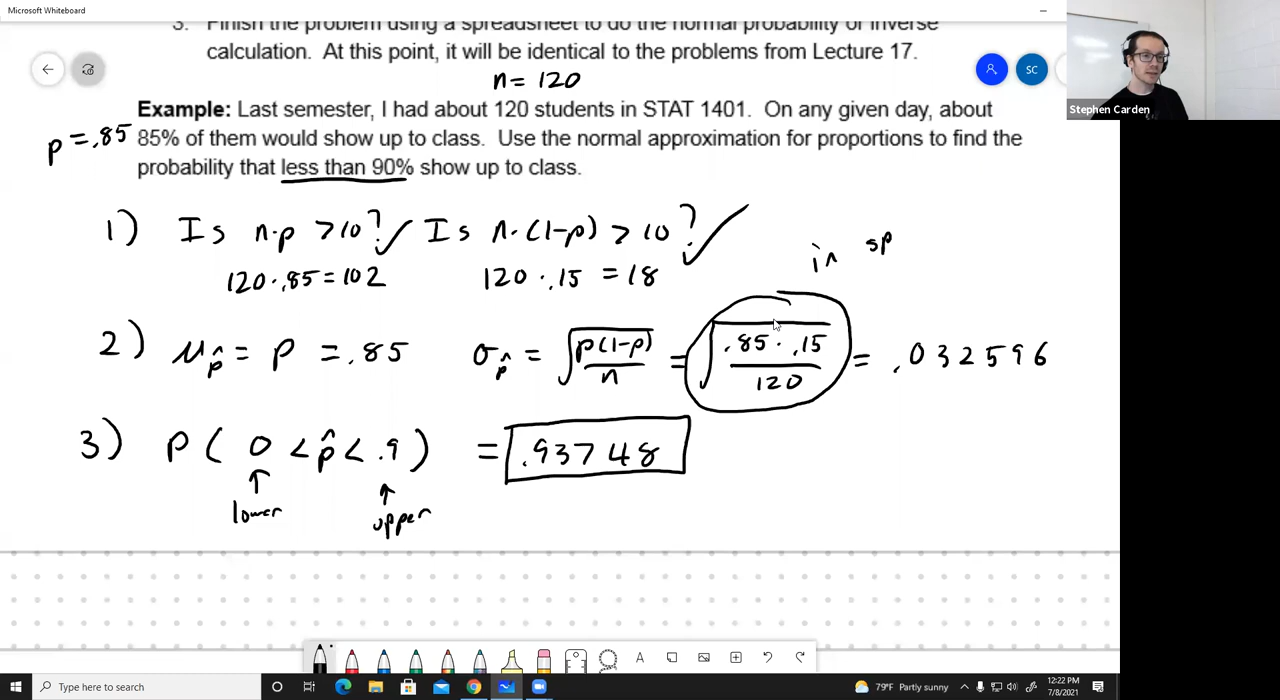 Microsoft Whiteboard
3. Finish the problem using a spreadsheet to do the normal probability or inverse
calculation. At this point, it will be identical to the problems from Lecture 17.
n = 120
SC
Stephen Carden
Example: Last semester, I had about 120 students in STAT 1401. On any given day, about
p = .85
85% of them would show up to class. Use the normal approximation for proportions to find the
probability that less than 90% show up to class.
1) Is n·p > 10? ✓ Is n·(1-p) > 10? ✓
120·.85 = 102 120·.15 = 18
in sp
2) μp̂ = p = .85 σp̂ = √(p(1-p)/n) = √(.85·.15/120) = .032596
3) P( 0 < p̂ < .9 ) = .93748
↑ lower ↑ upper
A
Type here to search
79°F Partly sunny
12:22 PM
7/8/2021